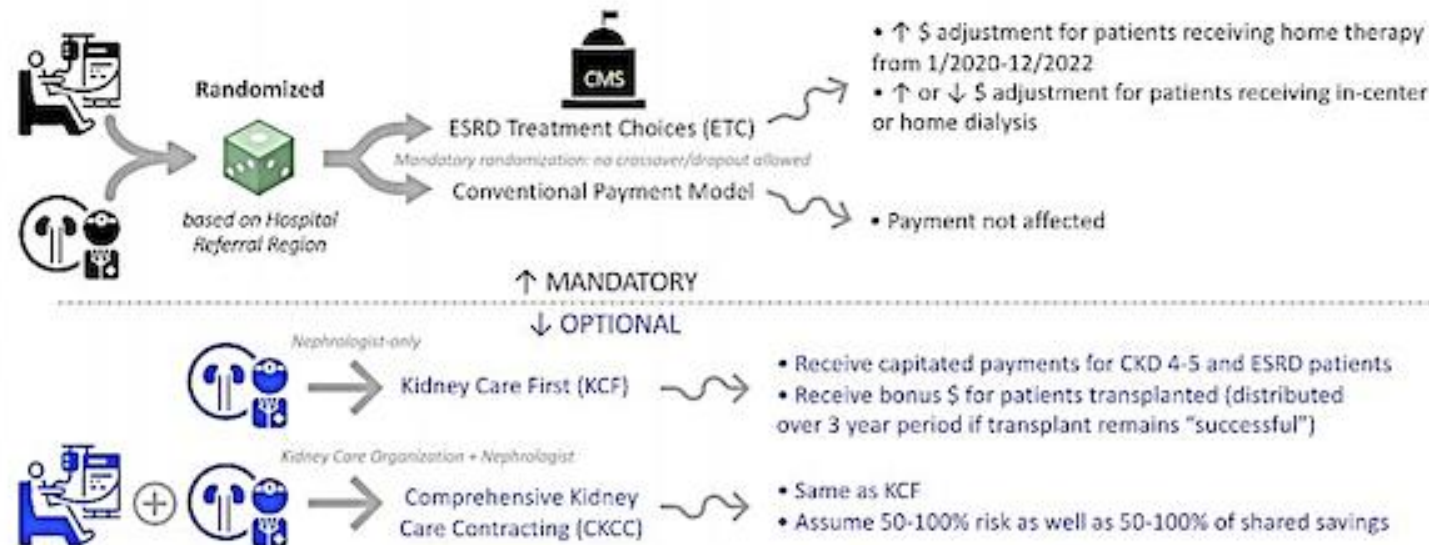 • ↑ $ adjustment for patients receiving home therapy
from 1/2020-12/2022
• ↑ or ↓ $ adjustment for patients receiving in-center
or home dialysis
CMS
Randomized
ESRD Treatment Choices (ETC)
Mandatory randomization: no crossover/dropout allowed
Conventional Payment Model
based on Hospital
Referral Region
• Payment not affected
↑ MANDATORY
↓ OPTIONAL
Nephrologist-only
Kidney Care First (KCF)
• Receive capitated payments for CKD 4-5 and ESRD patients
• Receive bonus $ for patients transplanted (distributed
over 3 year period if transplant remains “successful”)
Kidney Care Organization + Nephrologist
Comprehensive Kidney
Care Contracting (CKCC)
• Same as KCF
• Assume 50-100% risk as well as 50-100% of shared savings